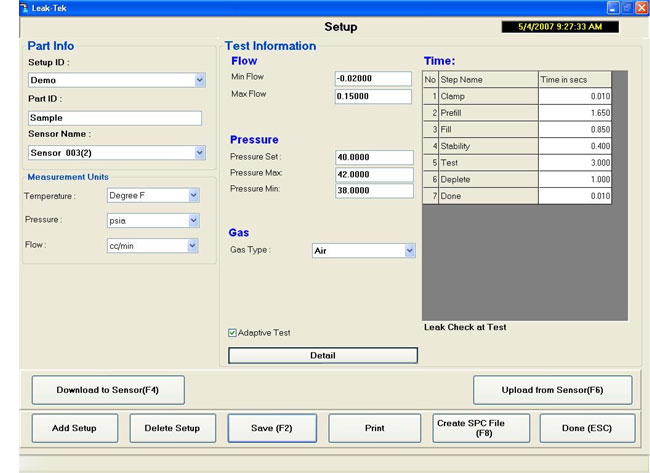 Leak-Tek
Setup
5/4/2007 9:27:33 AM
Part Info
Setup ID :
Demo
Part ID :
Sample
Sensor Name :
Sensor 003(2)
Measurement Units
Temperature : Degree F
Pressure : psia
Flow : cc/min
Test Information
Flow
Min Flow -0.02000
Max Flow 0.15000
Pressure
Pressure Set : 40.0000
Pressure Max: 42.0000
Pressure Min: 38.0000
Gas
Gas Type : Air
Adaptive Test
Detail
Time:
No Step Name Time in secs
1 Clamp 0.010
2 Prefill 1.650
3 Fill 0.850
4 Stability 0.400
5 Test 3.000
6 Deplete 1.000
7 Done 0.010
Leak Check at Test
Download to Sensor(F4)
Upload from Sensor(F6)
Add Setup
Delete Setup
Save (F2)
Print
Create SPC File
(F8)
Done (ESC)